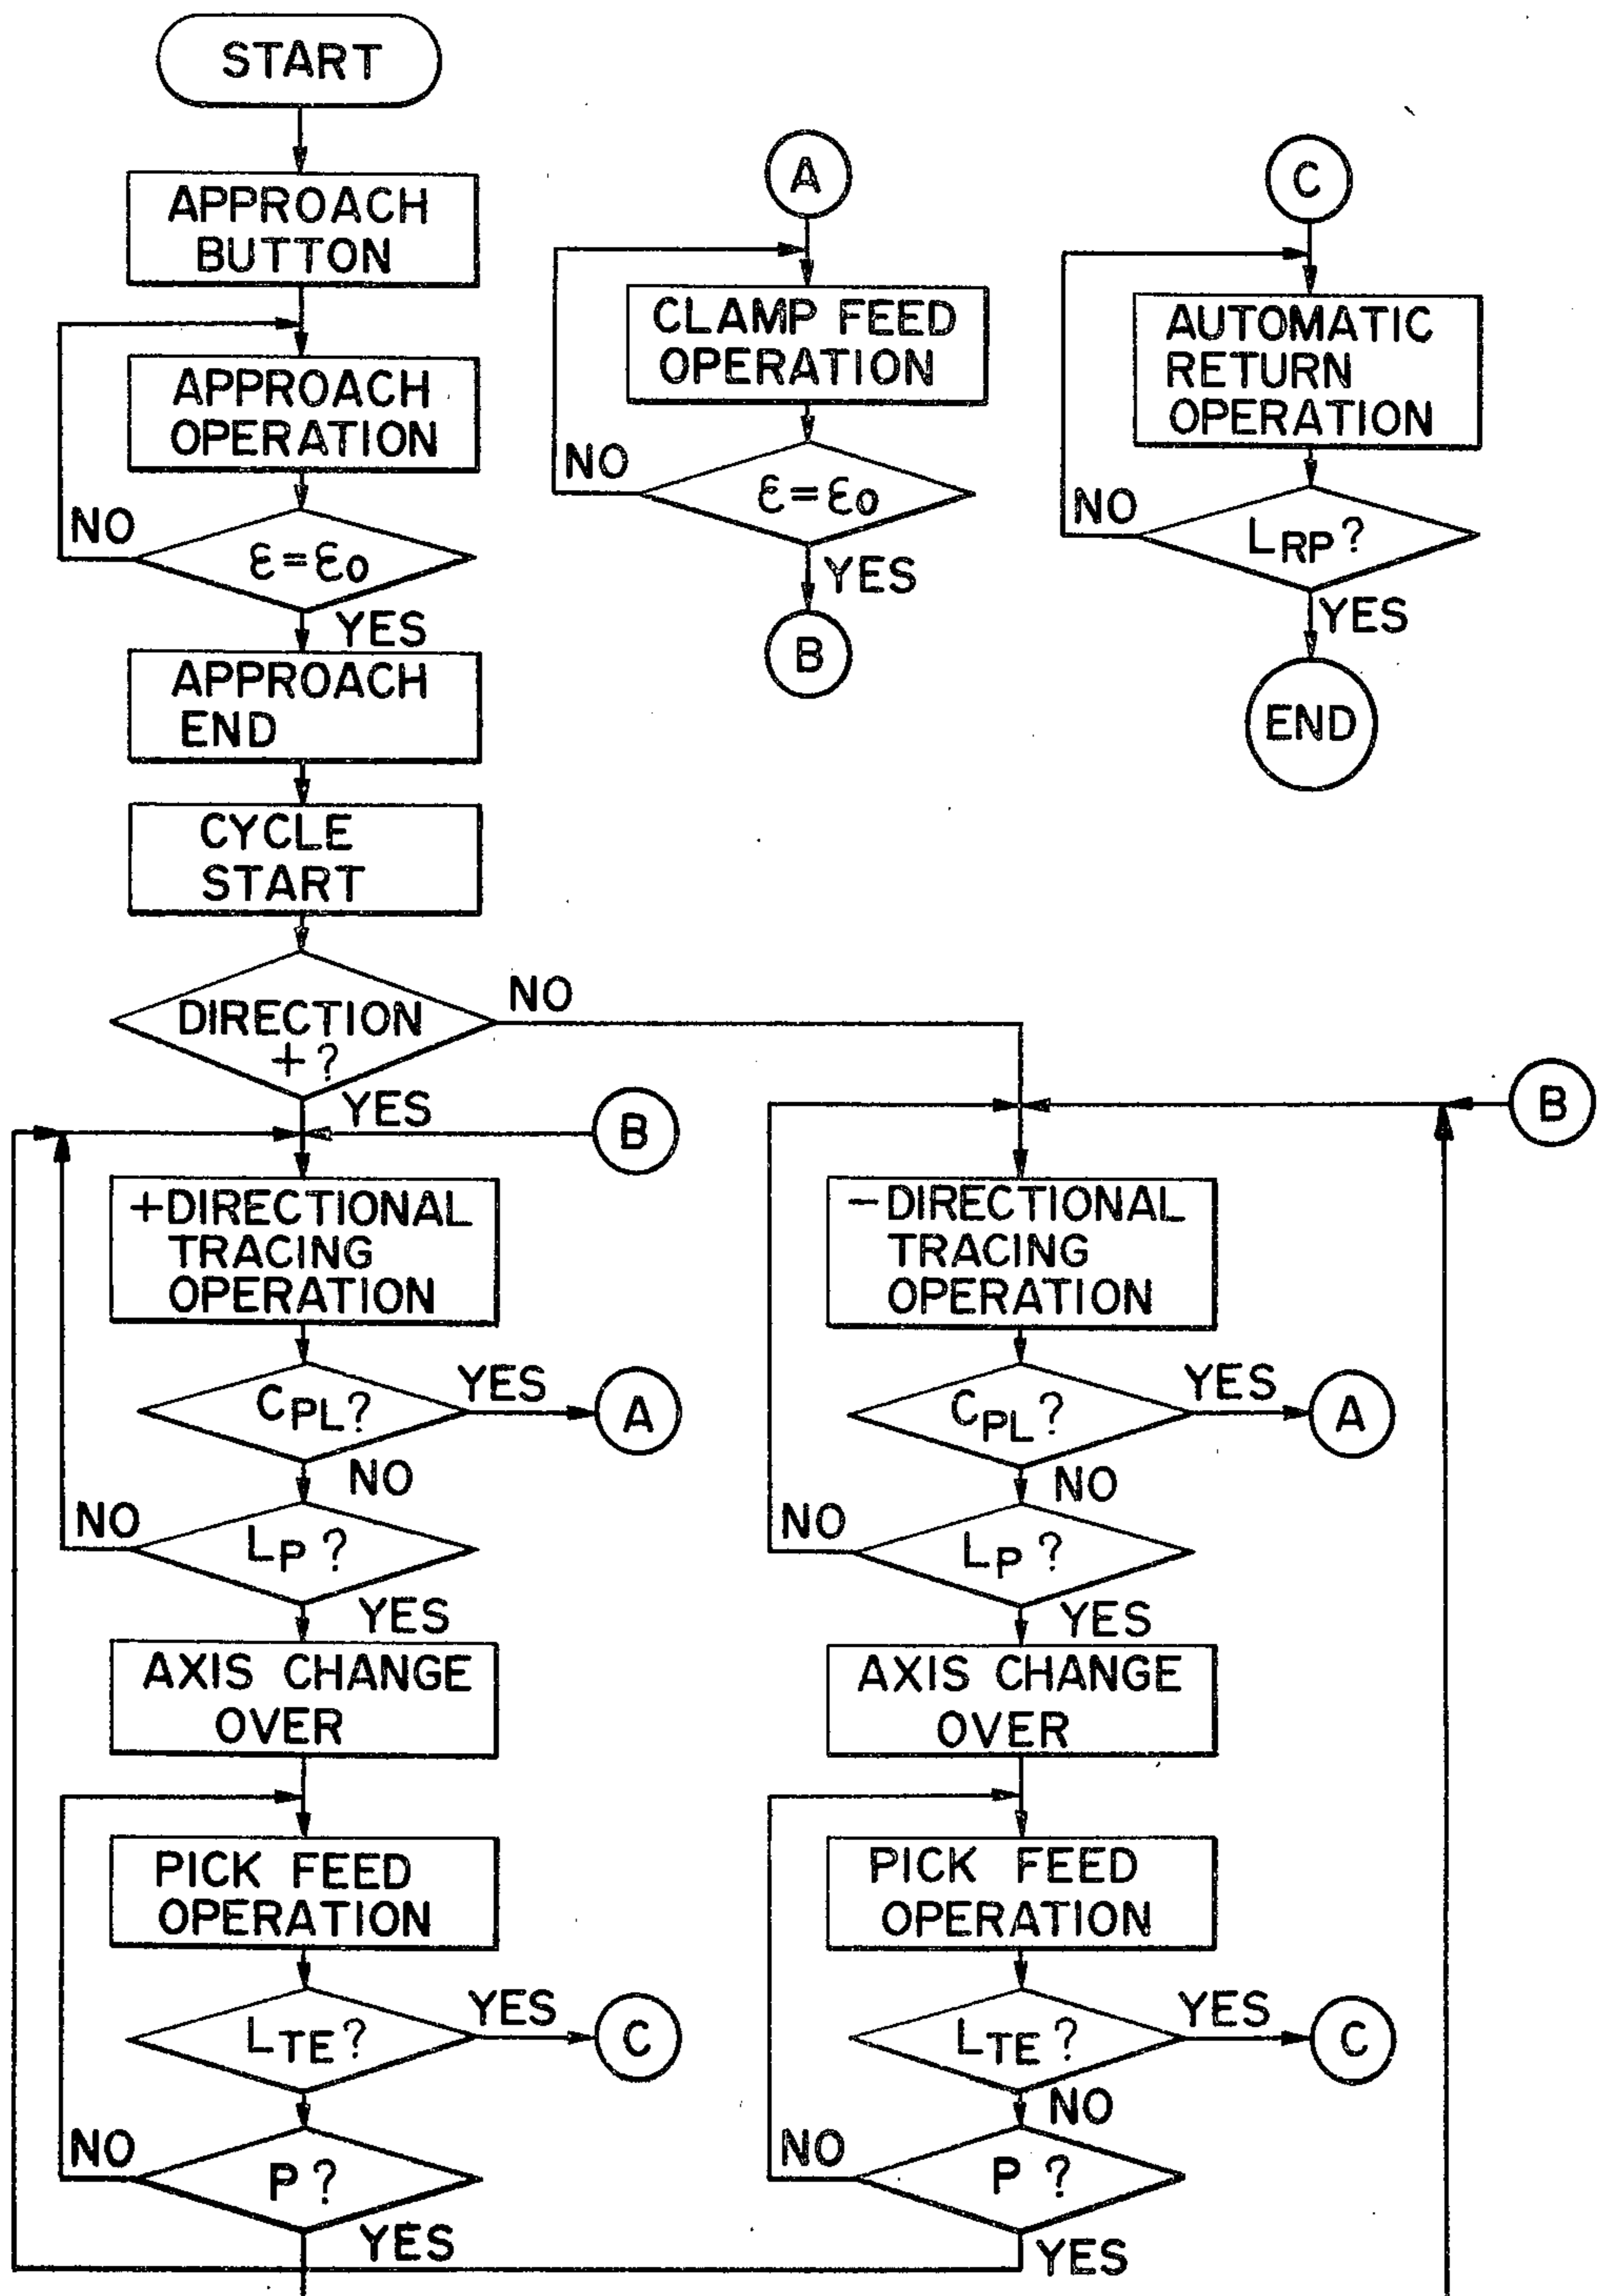 START
APPROACH
BUTTON
APPROACH
OPERATION
NO
ε=ε0
YES
APPROACH
END
CYCLE
START
DIRECTION
+?
NO
YES
A
CLAMP FEED
OPERATION
NO
ε=ε0
YES
B
C
AUTOMATIC
RETURN
OPERATION
NO
LRP?
YES
END
B
+DIRECTIONAL
TRACING
OPERATION
CPL?
YES
A
NO
NO
LP?
YES
AXIS CHANGE
OVER
PICK FEED
OPERATION
LTE?
YES
C
NO
P?
YES
B
-DIRECTIONAL
TRACING
OPERATION
CPL?
YES
A
NO
NO
LP?
YES
AXIS CHANGE
OVER
PICK FEED
OPERATION
LTE?
YES
C
NO
NO
P?
YES